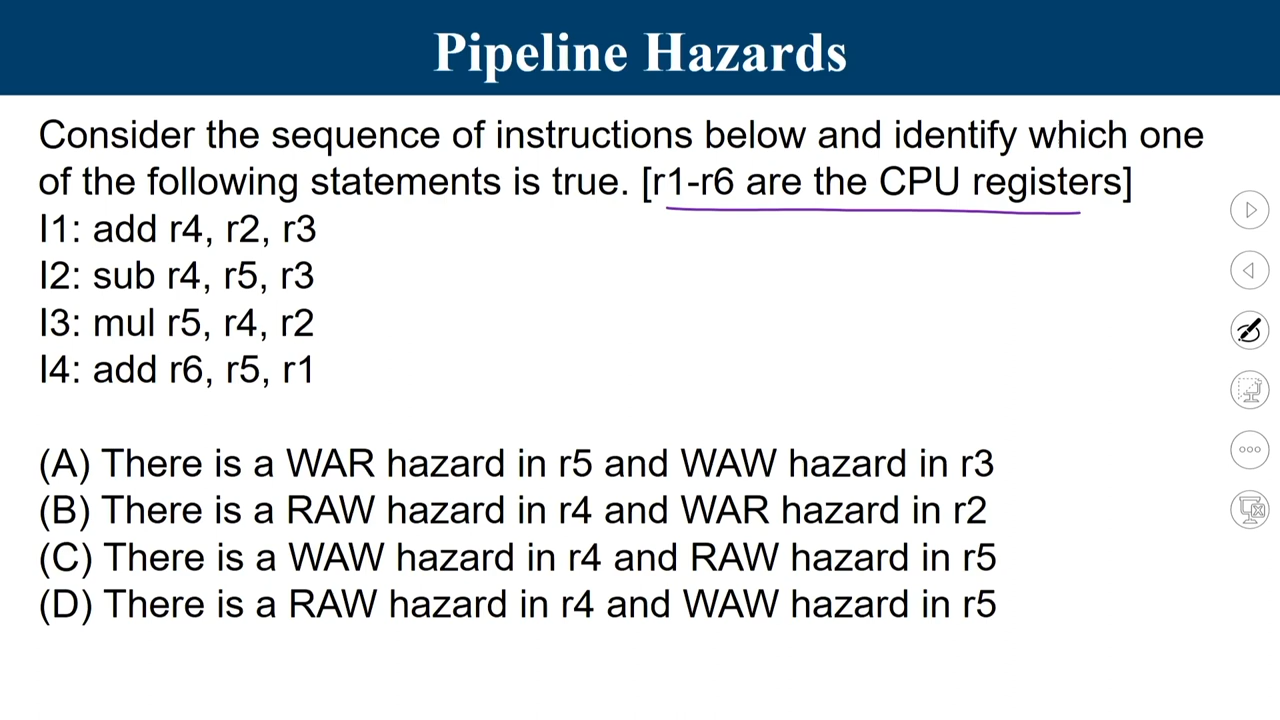 Pipeline Hazards
Consider the sequence of instructions below and identify which one
of the following statements is true. [r1-r6 are the CPU registers]
I1: add r4, r2, r3
I2: sub r4, r5, r3
I3: mul r5, r4, r2
I4: add r6, r5, r1
(A) There is a WAR hazard in r5 and WAW hazard in r3
(B) There is a RAW hazard in r4 and WAR hazard in r2
(C) There is a WAW hazard in r4 and RAW hazard in r5
(D) There is a RAW hazard in r4 and WAW hazard in r5